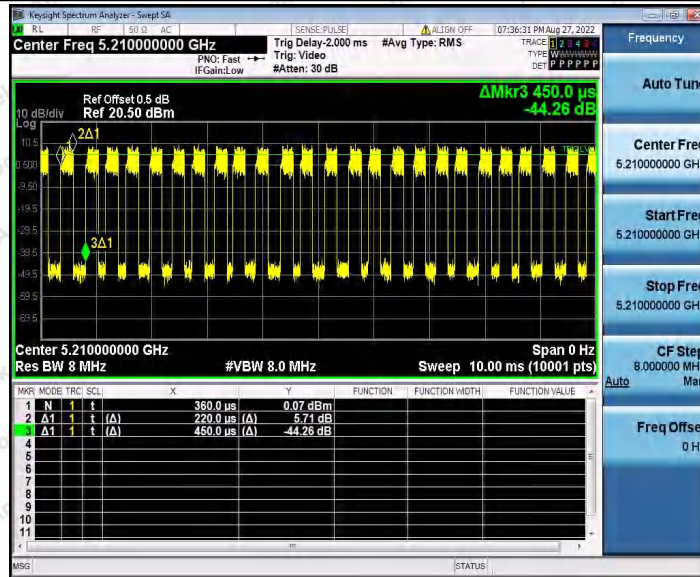 Keysight Spectrum Analyzer - Swept SA
RL RF 50 Ω AC SENSE:PULSE ALIGN OFF 07:36:31 PM Aug 27, 2022
Center Freq 5.210000000 GHz
Trig Delay-2.000 ms #Avg Type: RMS
TRACE 1 2 3 4 5 6
PNO: Fast Trig: Video
TYPE WWWWWW
IFGain:Low #Atten: 30 dB
DET P P P P P P
Frequency
ΔMkr3 450.0 µs
-44.26 dB
Ref Offset 0.5 dB
10 dB/div Ref 20.50 dBm
Log
2Δ1
10.5
0.500
-9.50
-19.5
-29.5
3Δ1
-39.5
-49.5
-59.5
-69.5
Center 5.210000000 GHz Span 0 Hz
Res BW 8 MHz #VBW 8.0 MHz Sweep 10.00 ms (10001 pts)
MKR MODE TRC SCL X Y FUNCTION FUNCTION WIDTH FUNCTION VALUE
1 N 1 t 360.0 µs 0.07 dBm
2 Δ1 1 t (Δ) 220.0 µs (Δ) 5.71 dB
3 Δ1 1 t (Δ) 450.0 µs (Δ) -44.26 dB
4
5
6
7
8
9
10
11
MSG STATUS
Auto Tune
Center Freq
5.210000000 GH
Start Freq
5.210000000 GH
Stop Freq
5.210000000 GH
CF Step
8.000000 MH
Auto Man
Freq Offse
0 H